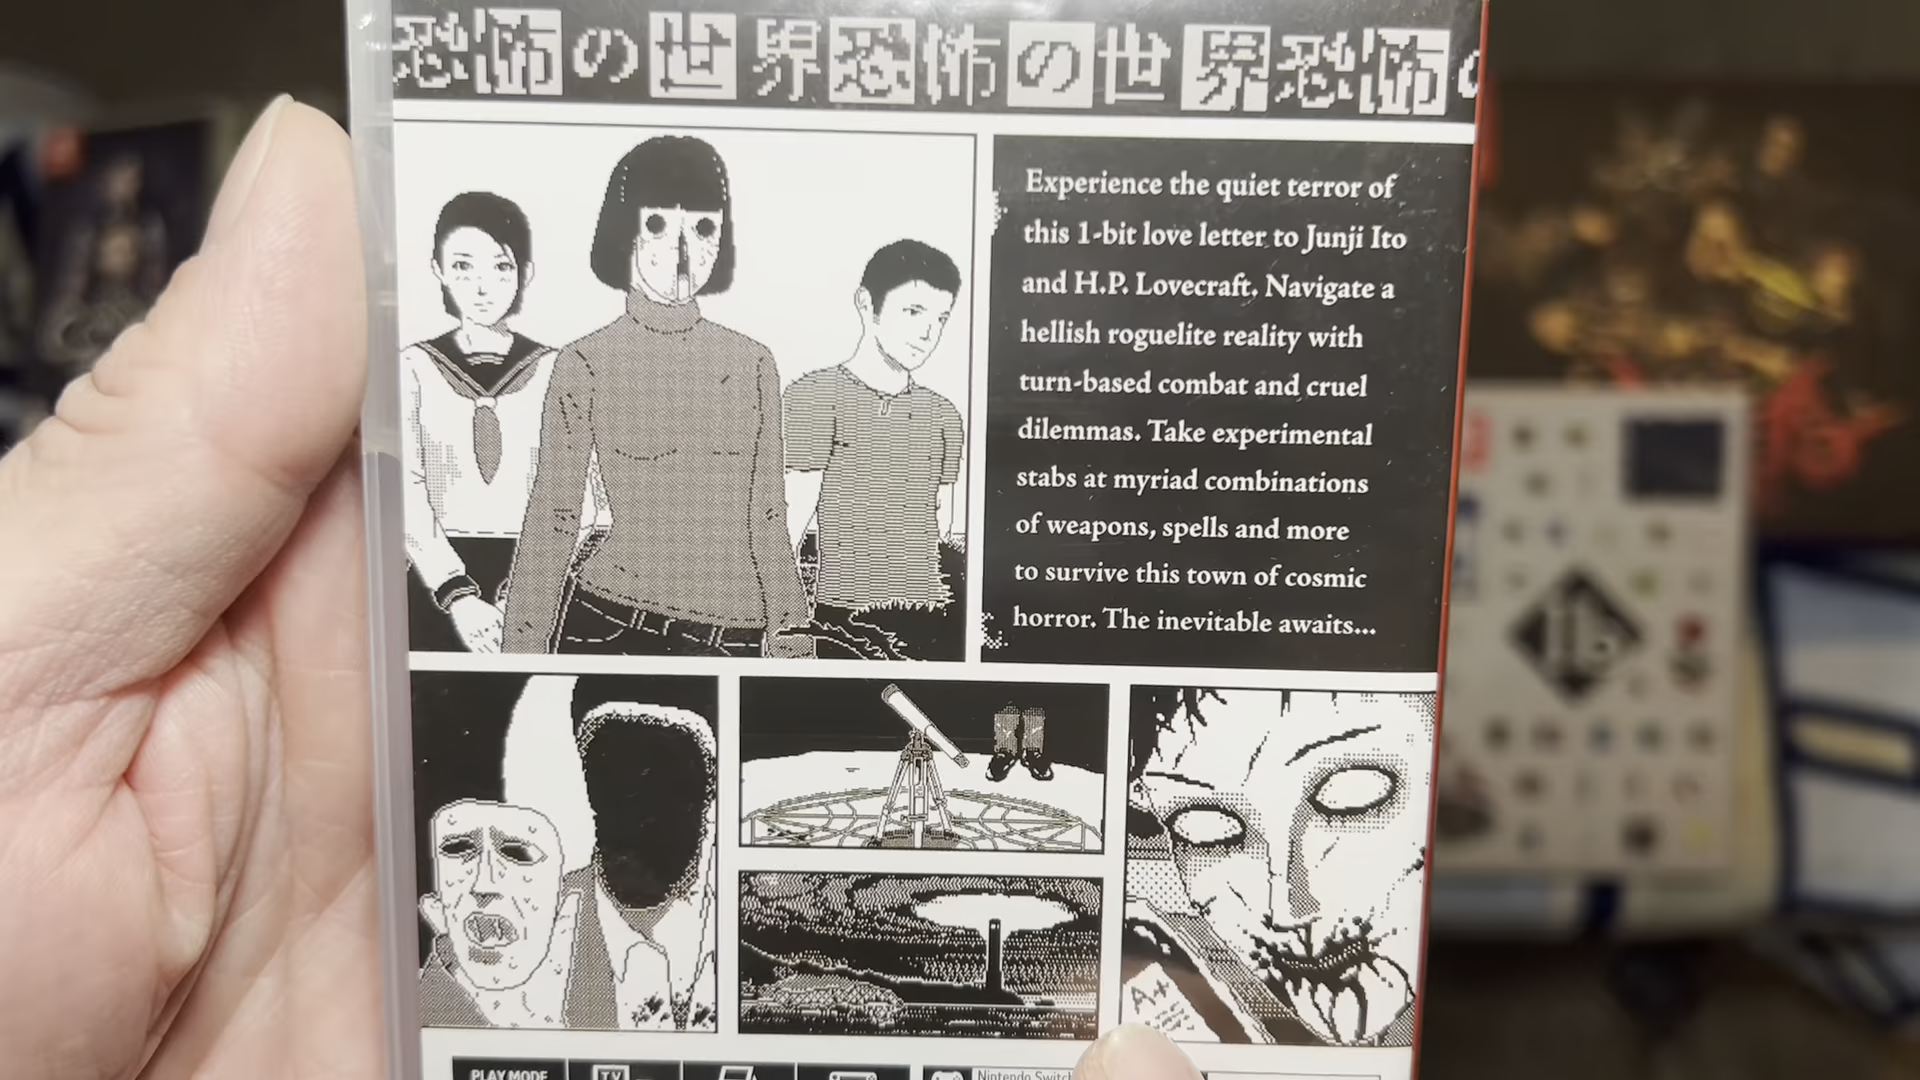 恐怖の世界恐怖の世界恐怖の
Experience the quiet terror of
this 1-bit love letter to Junji Ito
and H.P. Lovecraft. Navigate a
hellish roguelite reality with
turn-based combat and cruel
dilemmas. Take experimental
stabs at myriad combinations
of weapons, spells and more
to survive this town of cosmic
horror. The inevitable awaits...
A+
PLAY MODE
TV
Nintendo Switch